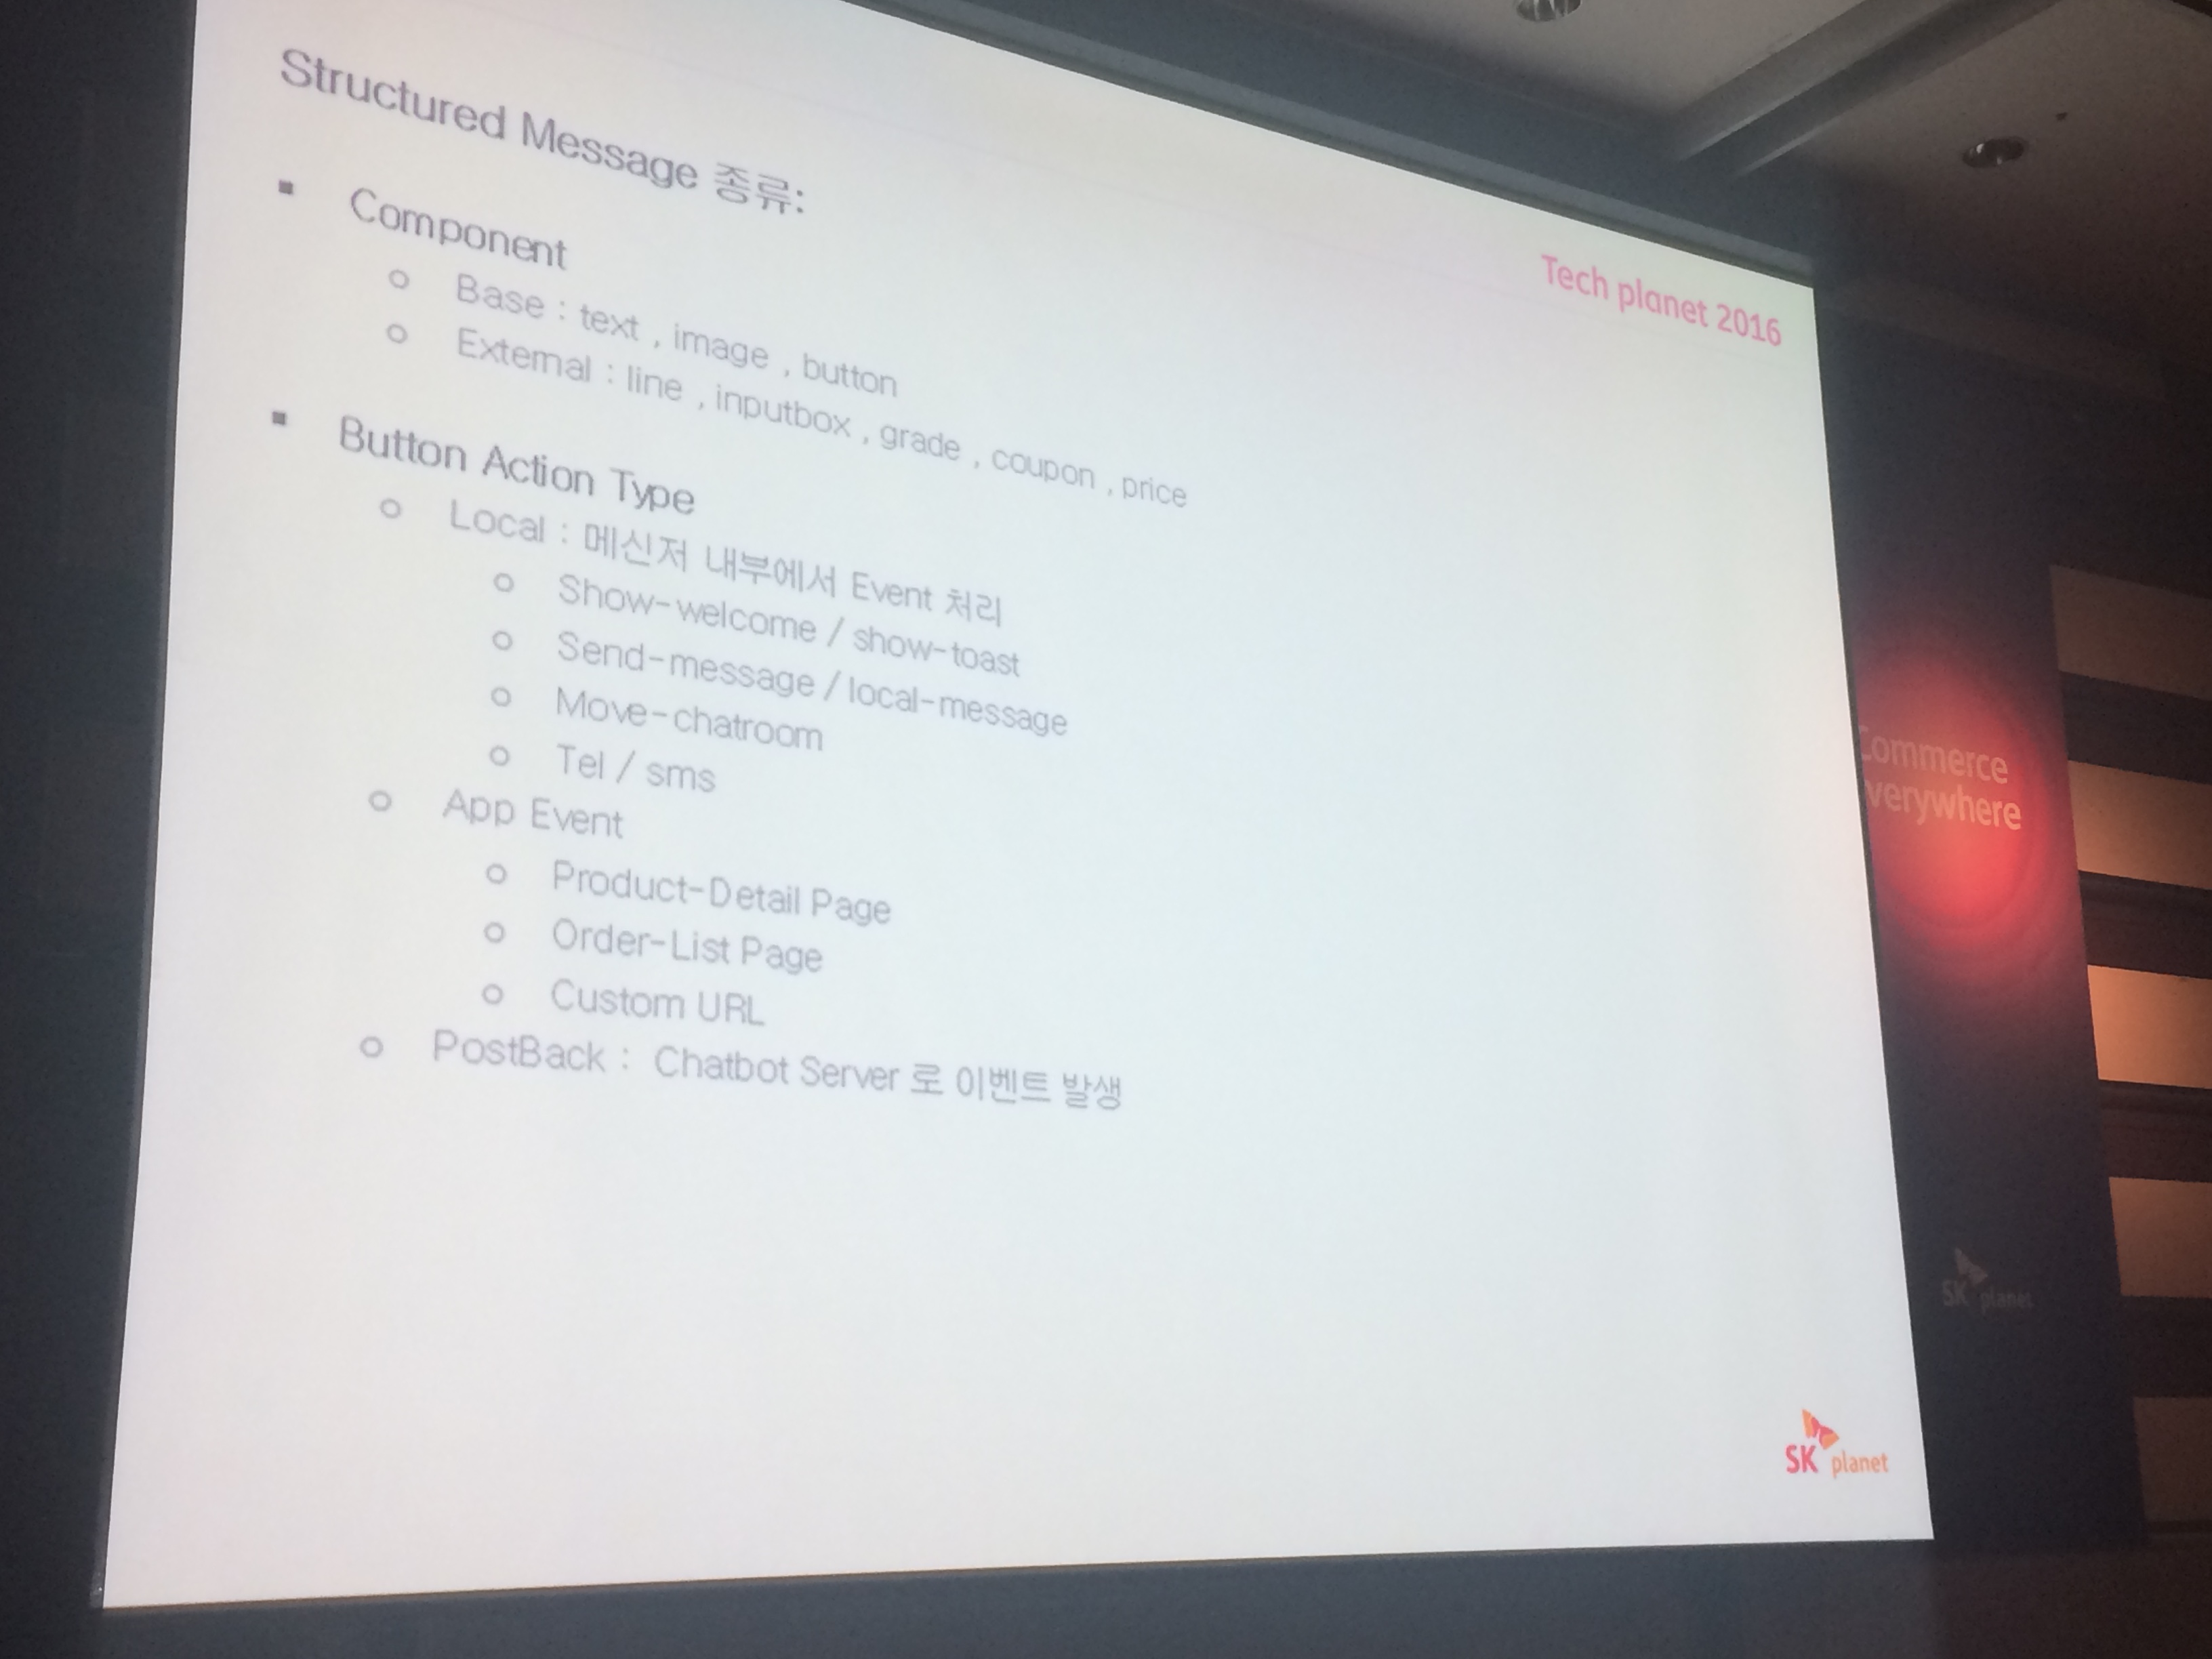 Structured Message 종류:
Tech planet 2016
▪ Component
o Base : text , image , button
o External : line , inputbox , grade , coupon , price
▪ Button Action Type
o Local : 메신저 내부에서 Event 처리
o Show-welcome / show-toast
o Send-message / local-message
o Move-chatroom
o Tel / sms
o App Event
o Product-Detail Page
o Order-List Page
o Custom URL
o PostBack : Chatbot Server 로 이벤트 발생
SK planet
Commerce
verywhere
SK planet